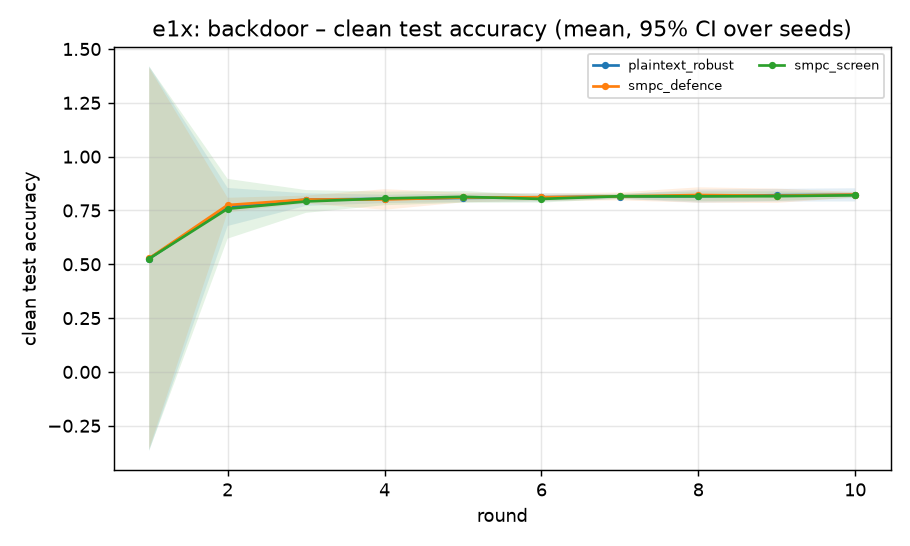 e1x: backdoor – clean test accuracy (mean, 95% CI over seeds)
plaintext_robust
smpc_defence
smpc_screen
clean test accuracy
1.50
1.25
1.00
0.75
0.50
0.25
0.00
−0.25
2
4
6
8
10
round